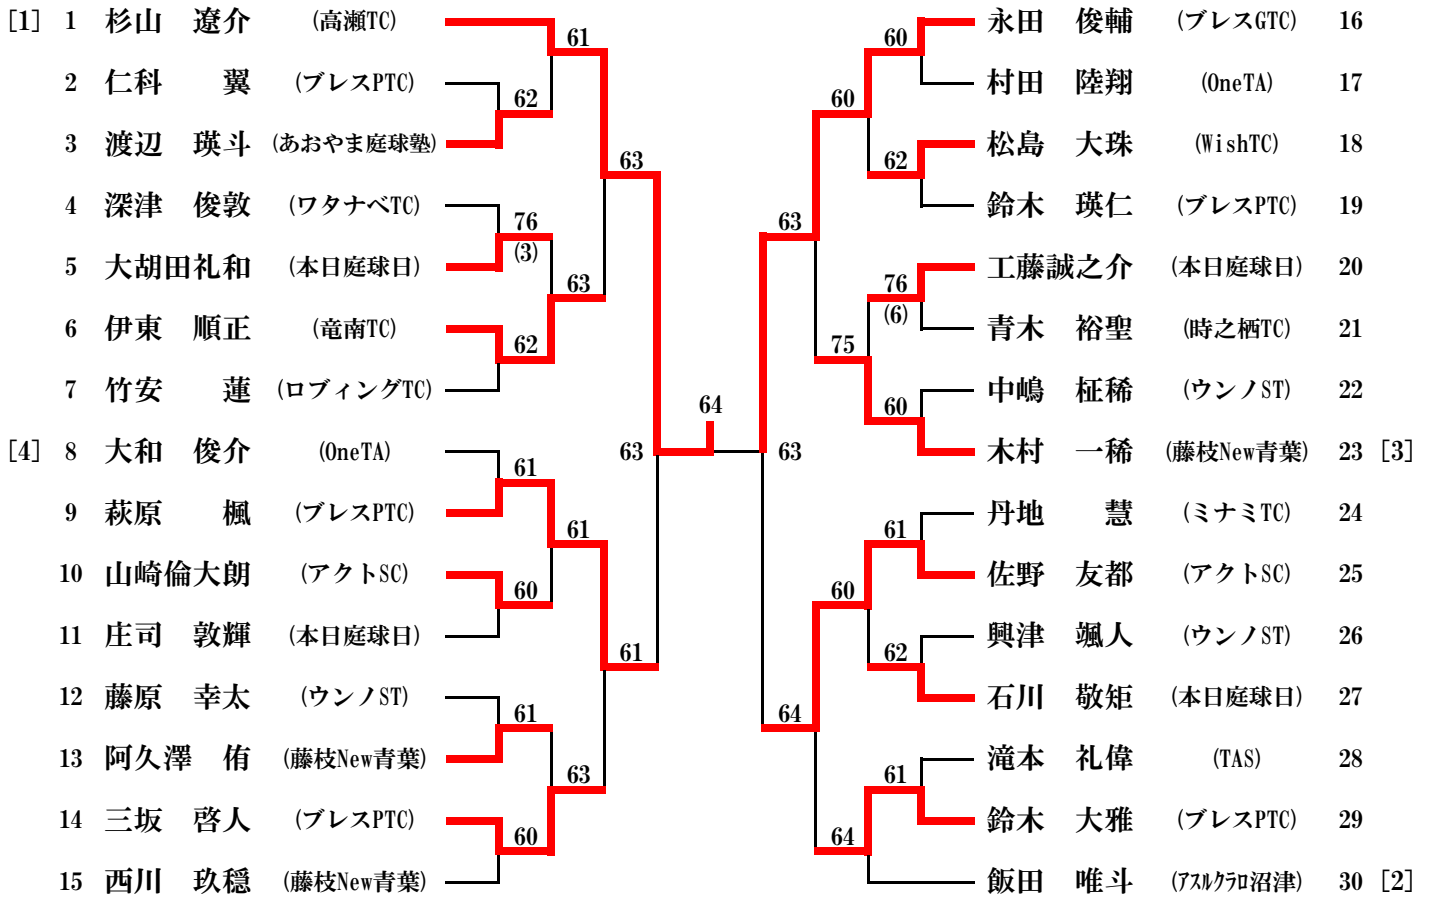 [1] 1 杉山 遼介 (高瀬TC)
2 仁科 翼 (ブレスPTC)
3 渡辺 瑛斗 (あおやま庭球塾)
4 深津 俊敦 (ワタナベTC)
5 大胡田礼和 (本日庭球日)
6 伊東 順正 (竜南TC)
7 竹安 蓮 (ロブィングTC)
[4] 8 大和 俊介 (OneTA)
9 萩原 楓 (ブレスPTC)
10 山崎倫大朗 (アクトSC)
11 庄司 敦輝 (本日庭球日)
12 藤原 幸太 (ウンノST)
13 阿久澤 侑 (藤枝New青葉)
14 三坂 啓人 (ブレスPTC)
15 西川 玖穏 (藤枝New青葉)
62
76
(3)
62
61
60
61
60
61
63
61
63
63
61
63
64
63
63
64
60
75
60
64
60
62
76
(6)
60
61
62
61
永田 俊輔 (ブレスGTC) 16
村田 陸翔 (OneTA) 17
松島 大珠 (WishTC) 18
鈴木 瑛仁 (ブレスPTC) 19
工藤誠之介 (本日庭球日) 20
青木 裕聖 (時之栖TC) 21
中嶋 柾稀 (ウンノST) 22
木村 一稀 (藤枝New青葉) 23 [3]
丹地 慧 (ミナミTC) 24
佐野 友都 (アクトSC) 25
興津 颯人 (ウンノST) 26
石川 敬矩 (本日庭球日) 27
滝本 礼偉 (TAS) 28
鈴木 大雅 (ブレスPTC) 29
飯田 唯斗 (ｱｽﾙｸﾗﾛ沼津) 30 [2]